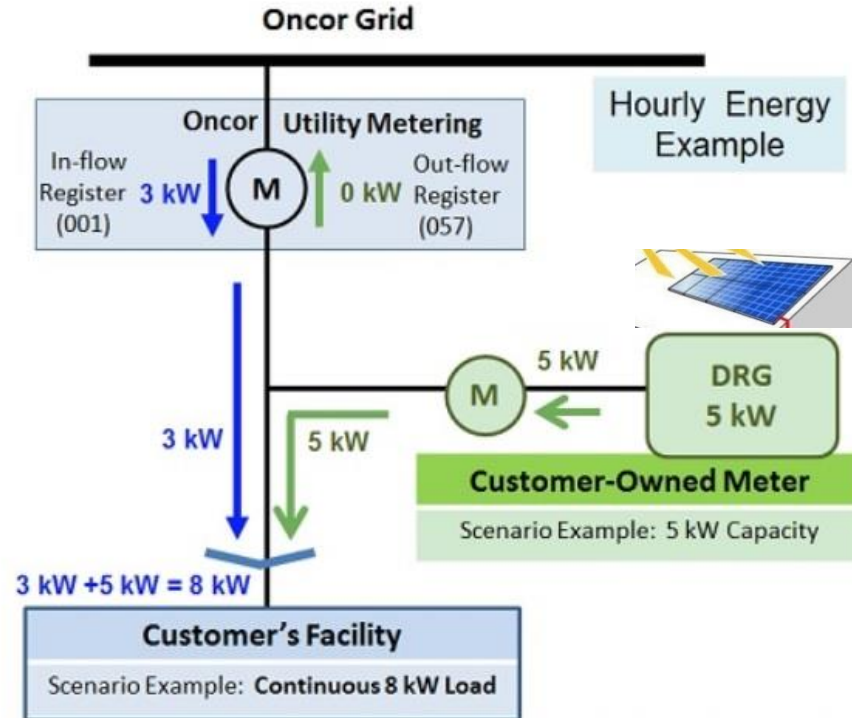 Oncor Grid
Hourly Energy
Example
Oncor Utility Metering
In-flow
Register
(001)
3 kW
M
0 kW
Out-flow
Register
(057)
3 kW
5 kW
M
5 kW
DRG
5 kW
Customer-Owned Meter
Scenario Example: 5 kW Capacity
3 kW +5 kW = 8 kW
Customer's Facility
Scenario Example: Continuous 8 kW Load